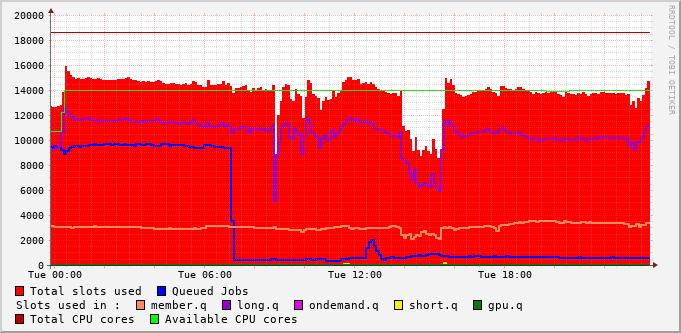 RRDTOOL / TOBI OETIKER
20000
18000
16000
14000
12000
10000
8000
6000
4000
2000
0
Tue 00:00 Tue 06:00 Tue 12:00 Tue 18:00
Total slots used Queued Jobs
Slots used in : member.q long.q ondemand.q short.q gpu.q
Total CPU cores Available CPU cores